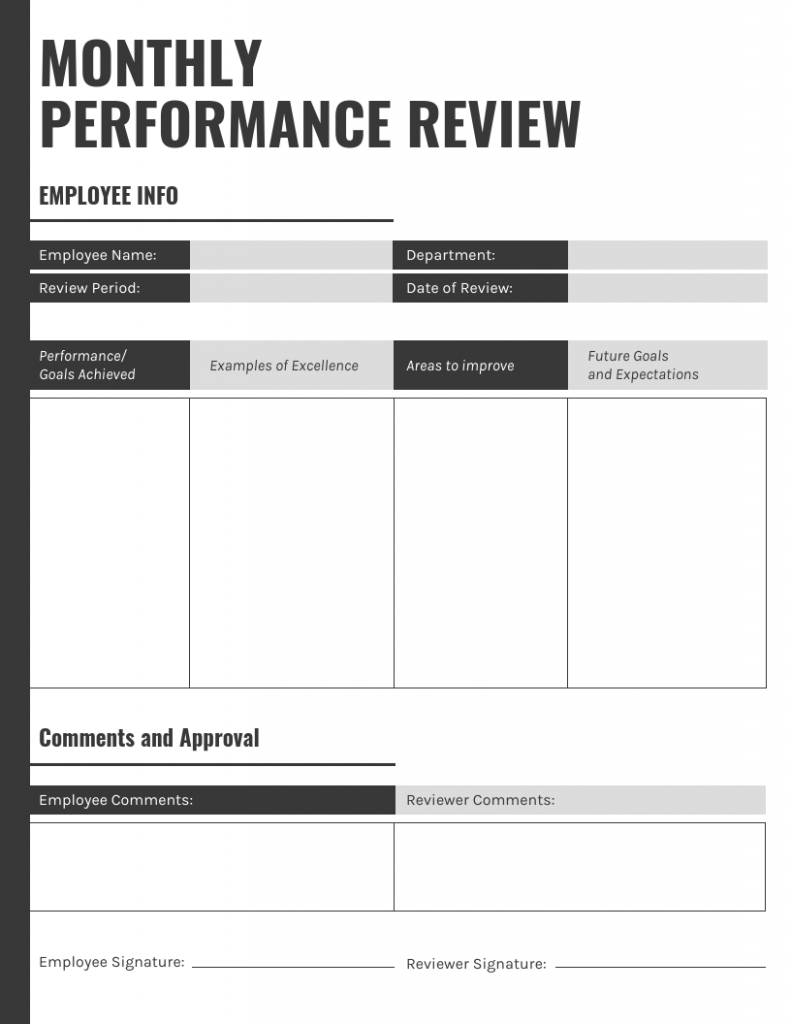 MONTHLY
PERFORMANCE REVIEW
EMPLOYEE INFO
Employee Name:
Department:
Review Period:
Date of Review:
Performance/
Goals Achieved
Examples of Excellence
Areas to improve
Future Goals
and Expectations
Comments and Approval
Employee Comments:
Reviewer Comments:
Employee Signature:
Reviewer Signature: